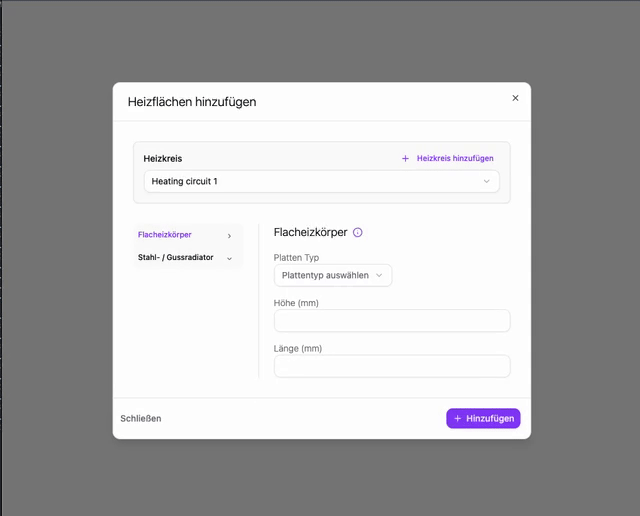 Heizflächen hinzufügen
Heizkreis
Heizkreis hinzufügen
Heating circuit 1
Flacheizkörper
Stahl- / Gussradiator
Flacheizkörper
Platten Typ
Plattentyp auswählen
Höhe (mm)
Länge (mm)
Schließen
Hinzufügen